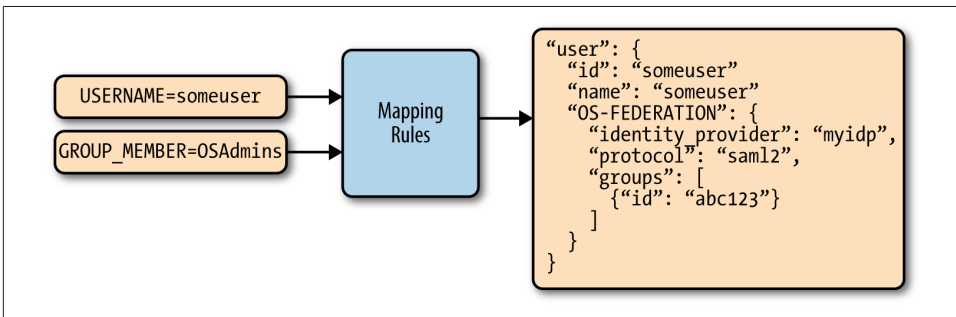 USERNAME=someuser
GROUP_MEMBER=OSAdmins
Mapping
Rules
“user”: {
“id”: “someuser”
“name”: “someuser”
“OS-FEDERATION”: {
“identity_provider”: “myidp”,
“protocol”: “saml2”,
“groups”: [
{“id”: “abc123”}
]
}
}